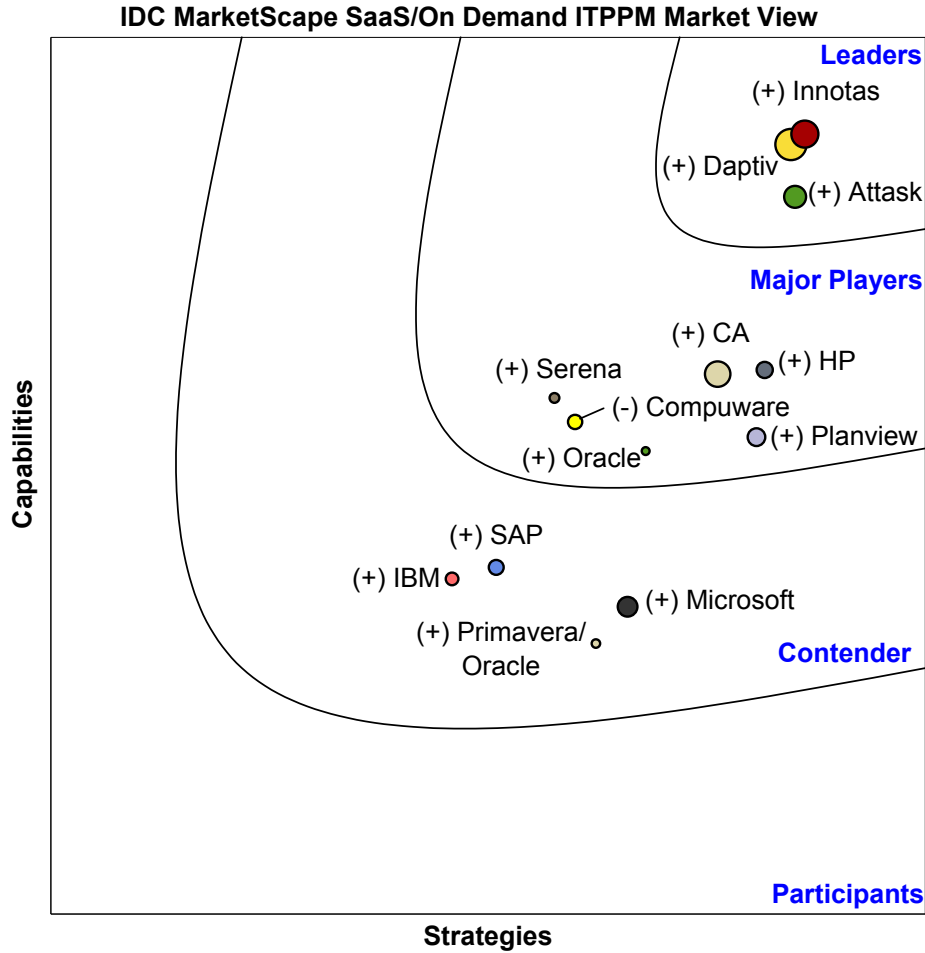 IDC MarketScape SaaS/On Demand ITPPM Market View
Leaders
(+) Innotas
(+) Daptiv
(+) Attask
Major Players
(+) CA
(+) HP
(+) Serena
(-) Compuware
(+) Planview
(+) Oracle
Capabilities
(+) SAP
(+) IBM
(+) Microsoft
(+) Primavera/
Oracle
Contender
Participants
Strategies